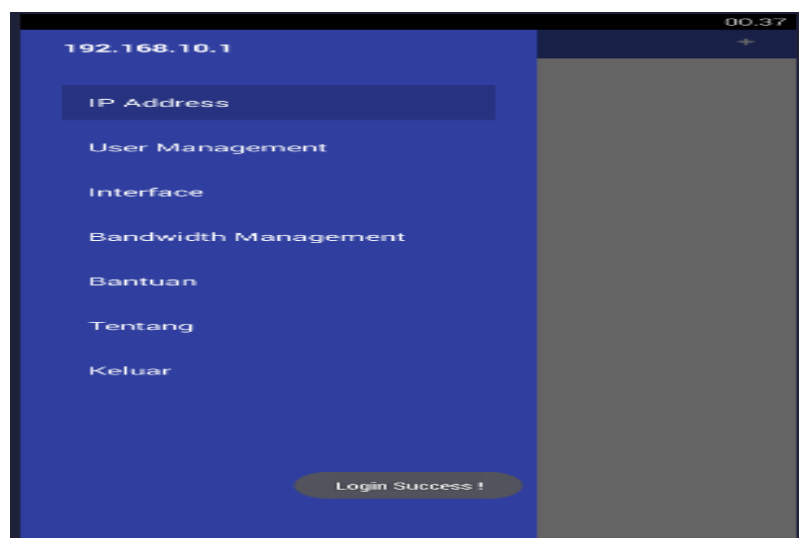 00.37
192.168.10.1
+
IP Address
User Management
Interface
Bandwidth Management
Bantuan
Tentang
Keluar
Login Success !